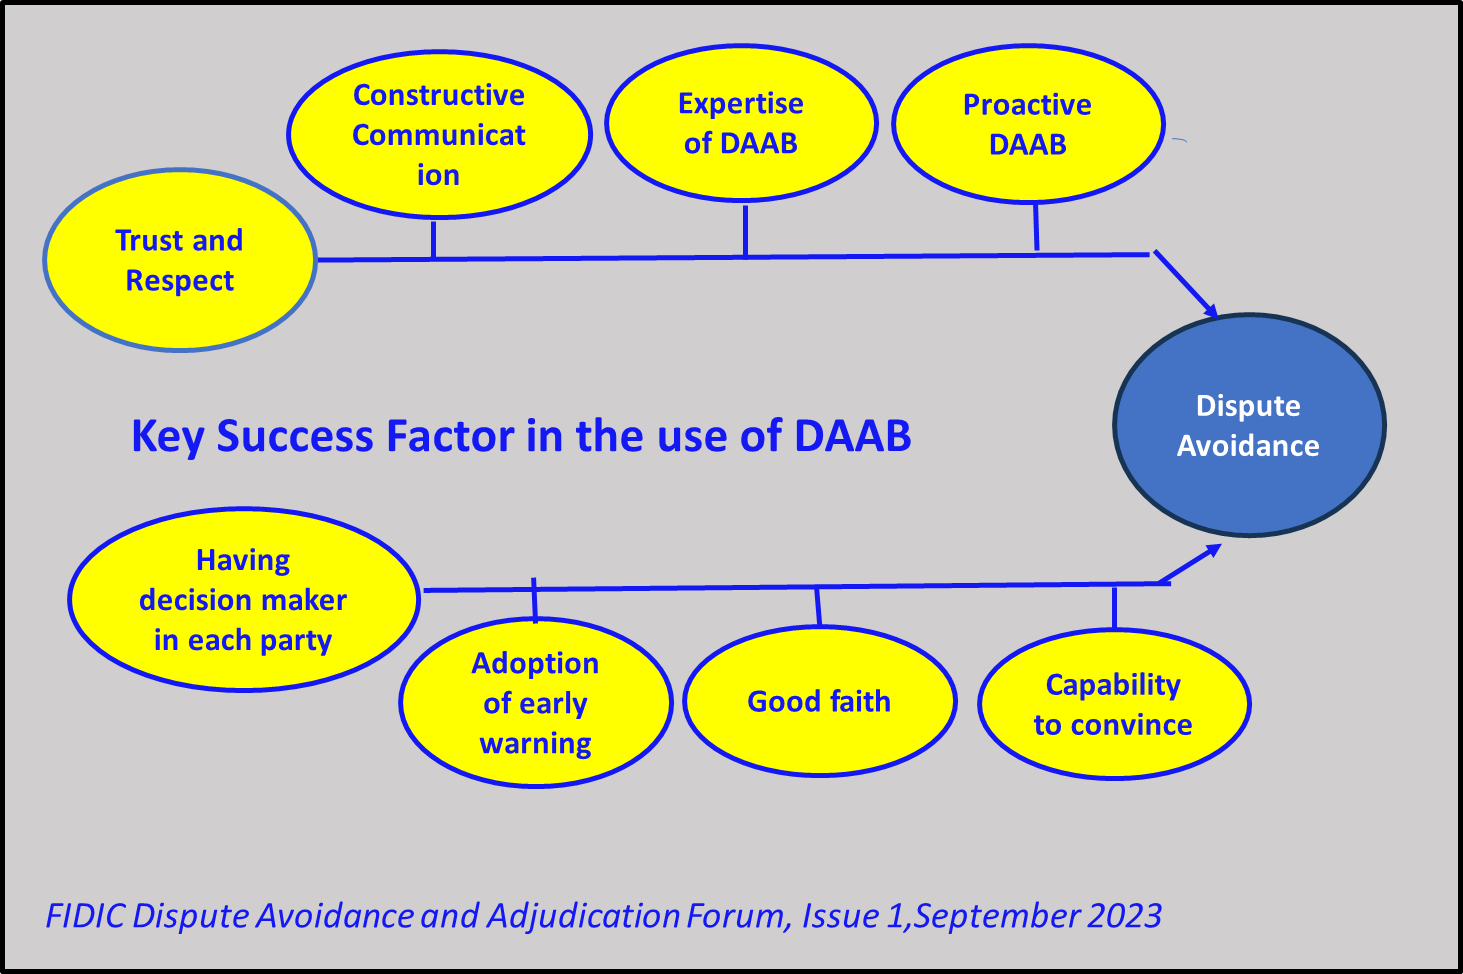 Constructive
Communicat
ion
Expertise
of DAAB
Proactive
DAAB
Trust and
Respect
Dispute
Avoidance
Key Success Factor in the use of DAAB
Having
decision maker
in each party
Adoption
of early
warning
Good faith
Capability
to convince
FIDIC Dispute Avoidance and Adjudication Forum, Issue 1,September 2023